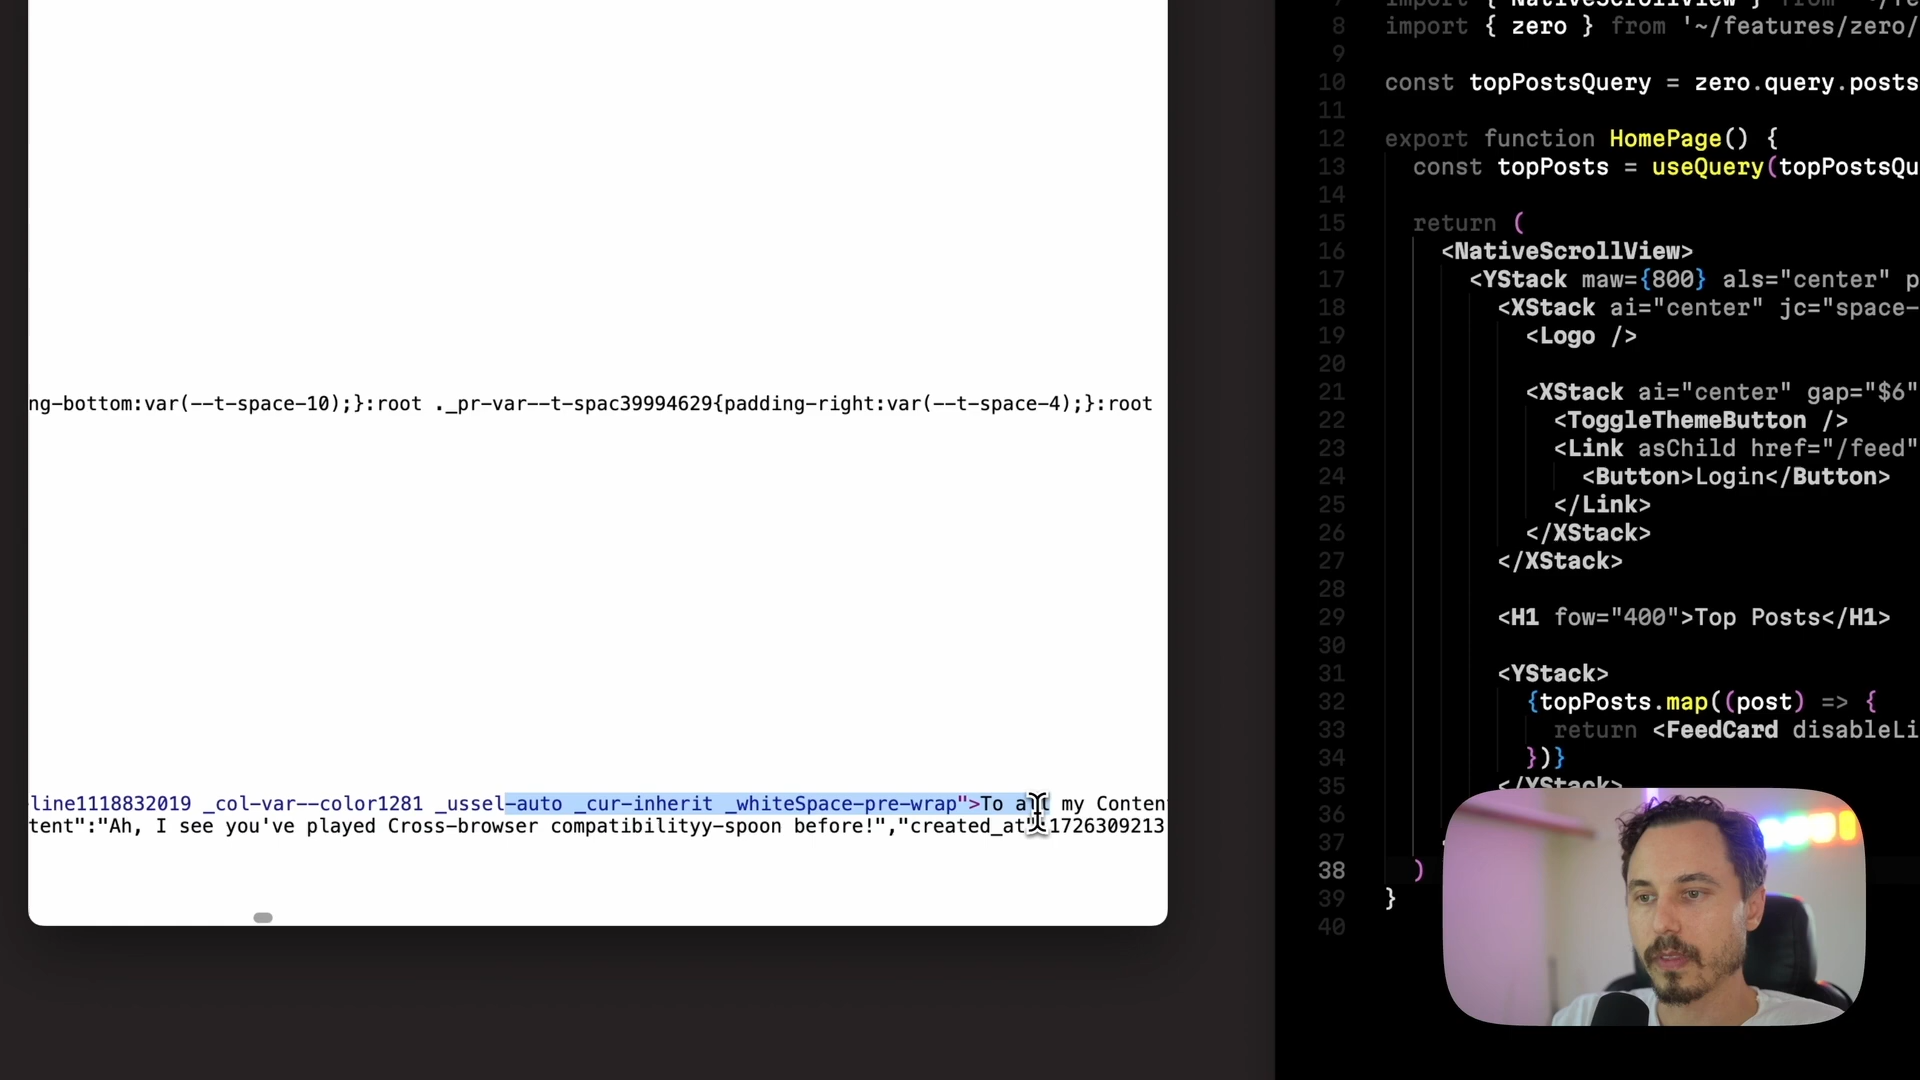 ng-bottom:var(--t-space-10);}:root ._pr-var--t-spac39994629{padding-right:var(--t-space-4);}:root
line1118832019 _col-var--color1281 _ussel-auto _cur-inherit _whiteSpace-pre-wrap">To all my Conten
tent":"Ah, I see you've played Cross-browser compatibilityy-spoon before!","created_at":1726309213
7 import { NativeScrollView } from '~/fe
8 import { zero } from '~/features/zero/
9
10 const topPostsQuery = zero.query.posts
11
12 export function HomePage() {
13 const topPosts = useQuery(topPostsQu
14
15 return (
16 <NativeScrollView>
17 <YStack maw={800} als="center" p
18 <XStack ai="center" jc="space-
19 <Logo />
20
21 <XStack ai="center" gap="$6"
22 <ToggleThemeButton />
23 <Link asChild href="/feed"
24 <Button>Login</Button>
25 </Link>
26 </XStack>
27 </XStack>
28
29 <H1 fow="400">Top Posts</H1>
30
31 <YStack>
32 {topPosts.map((post) => {
33 return <FeedCard disableLi
34 })}
35 </YStack>
36
37
38 )
39 }
40